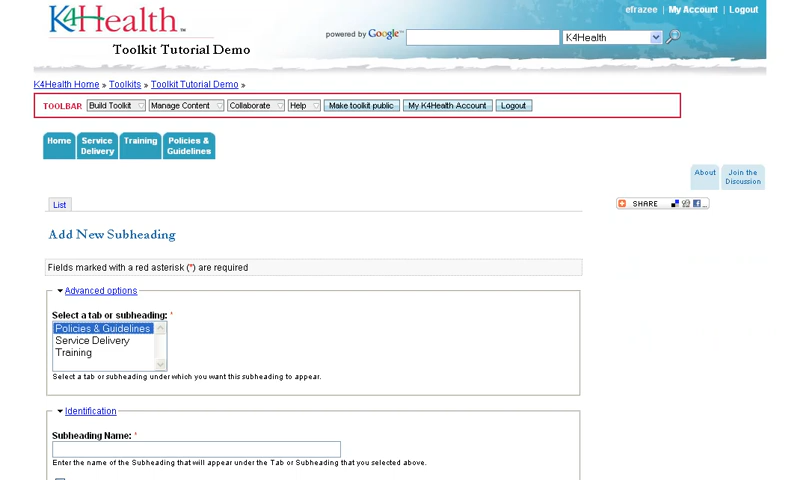 efrazee | My Account | Logout
K4Health™
Toolkit Tutorial Demo
powered by Google™
K4Health
K4Health Home » Toolkits » Toolkit Tutorial Demo »
TOOLBAR Build Toolkit Manage Content Collaborate Help Make toolkit public My K4Health Account Logout
Home Service Delivery Training Policies & Guidelines
About Join the Discussion
List
SHARE
Add New Subheading
Fields marked with a red asterisk (*) are required
Advanced options
Select a tab or subheading: *
Policies & Guidelines
Service Delivery
Training
Select a tab or subheading under which you want this subheading to appear.
Identification
Subheading Name: *
Enter the name of the Subheading that will appear under the Tab or Subheading that you selected above.